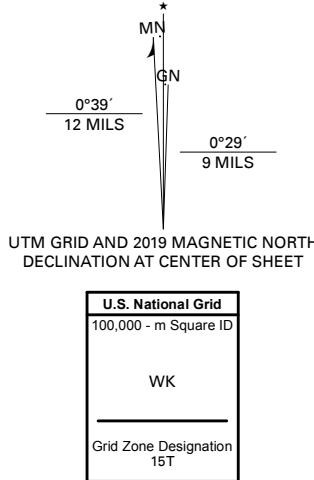 MN
GN
0°39´
12 MILS
0°29´
9 MILS
UTM GRID AND 2019 MAGNETIC NORTH
DECLINATION AT CENTER OF SHEET
U.S. National Grid
100,000 - m Square ID
WK
Grid Zone Designation
15T